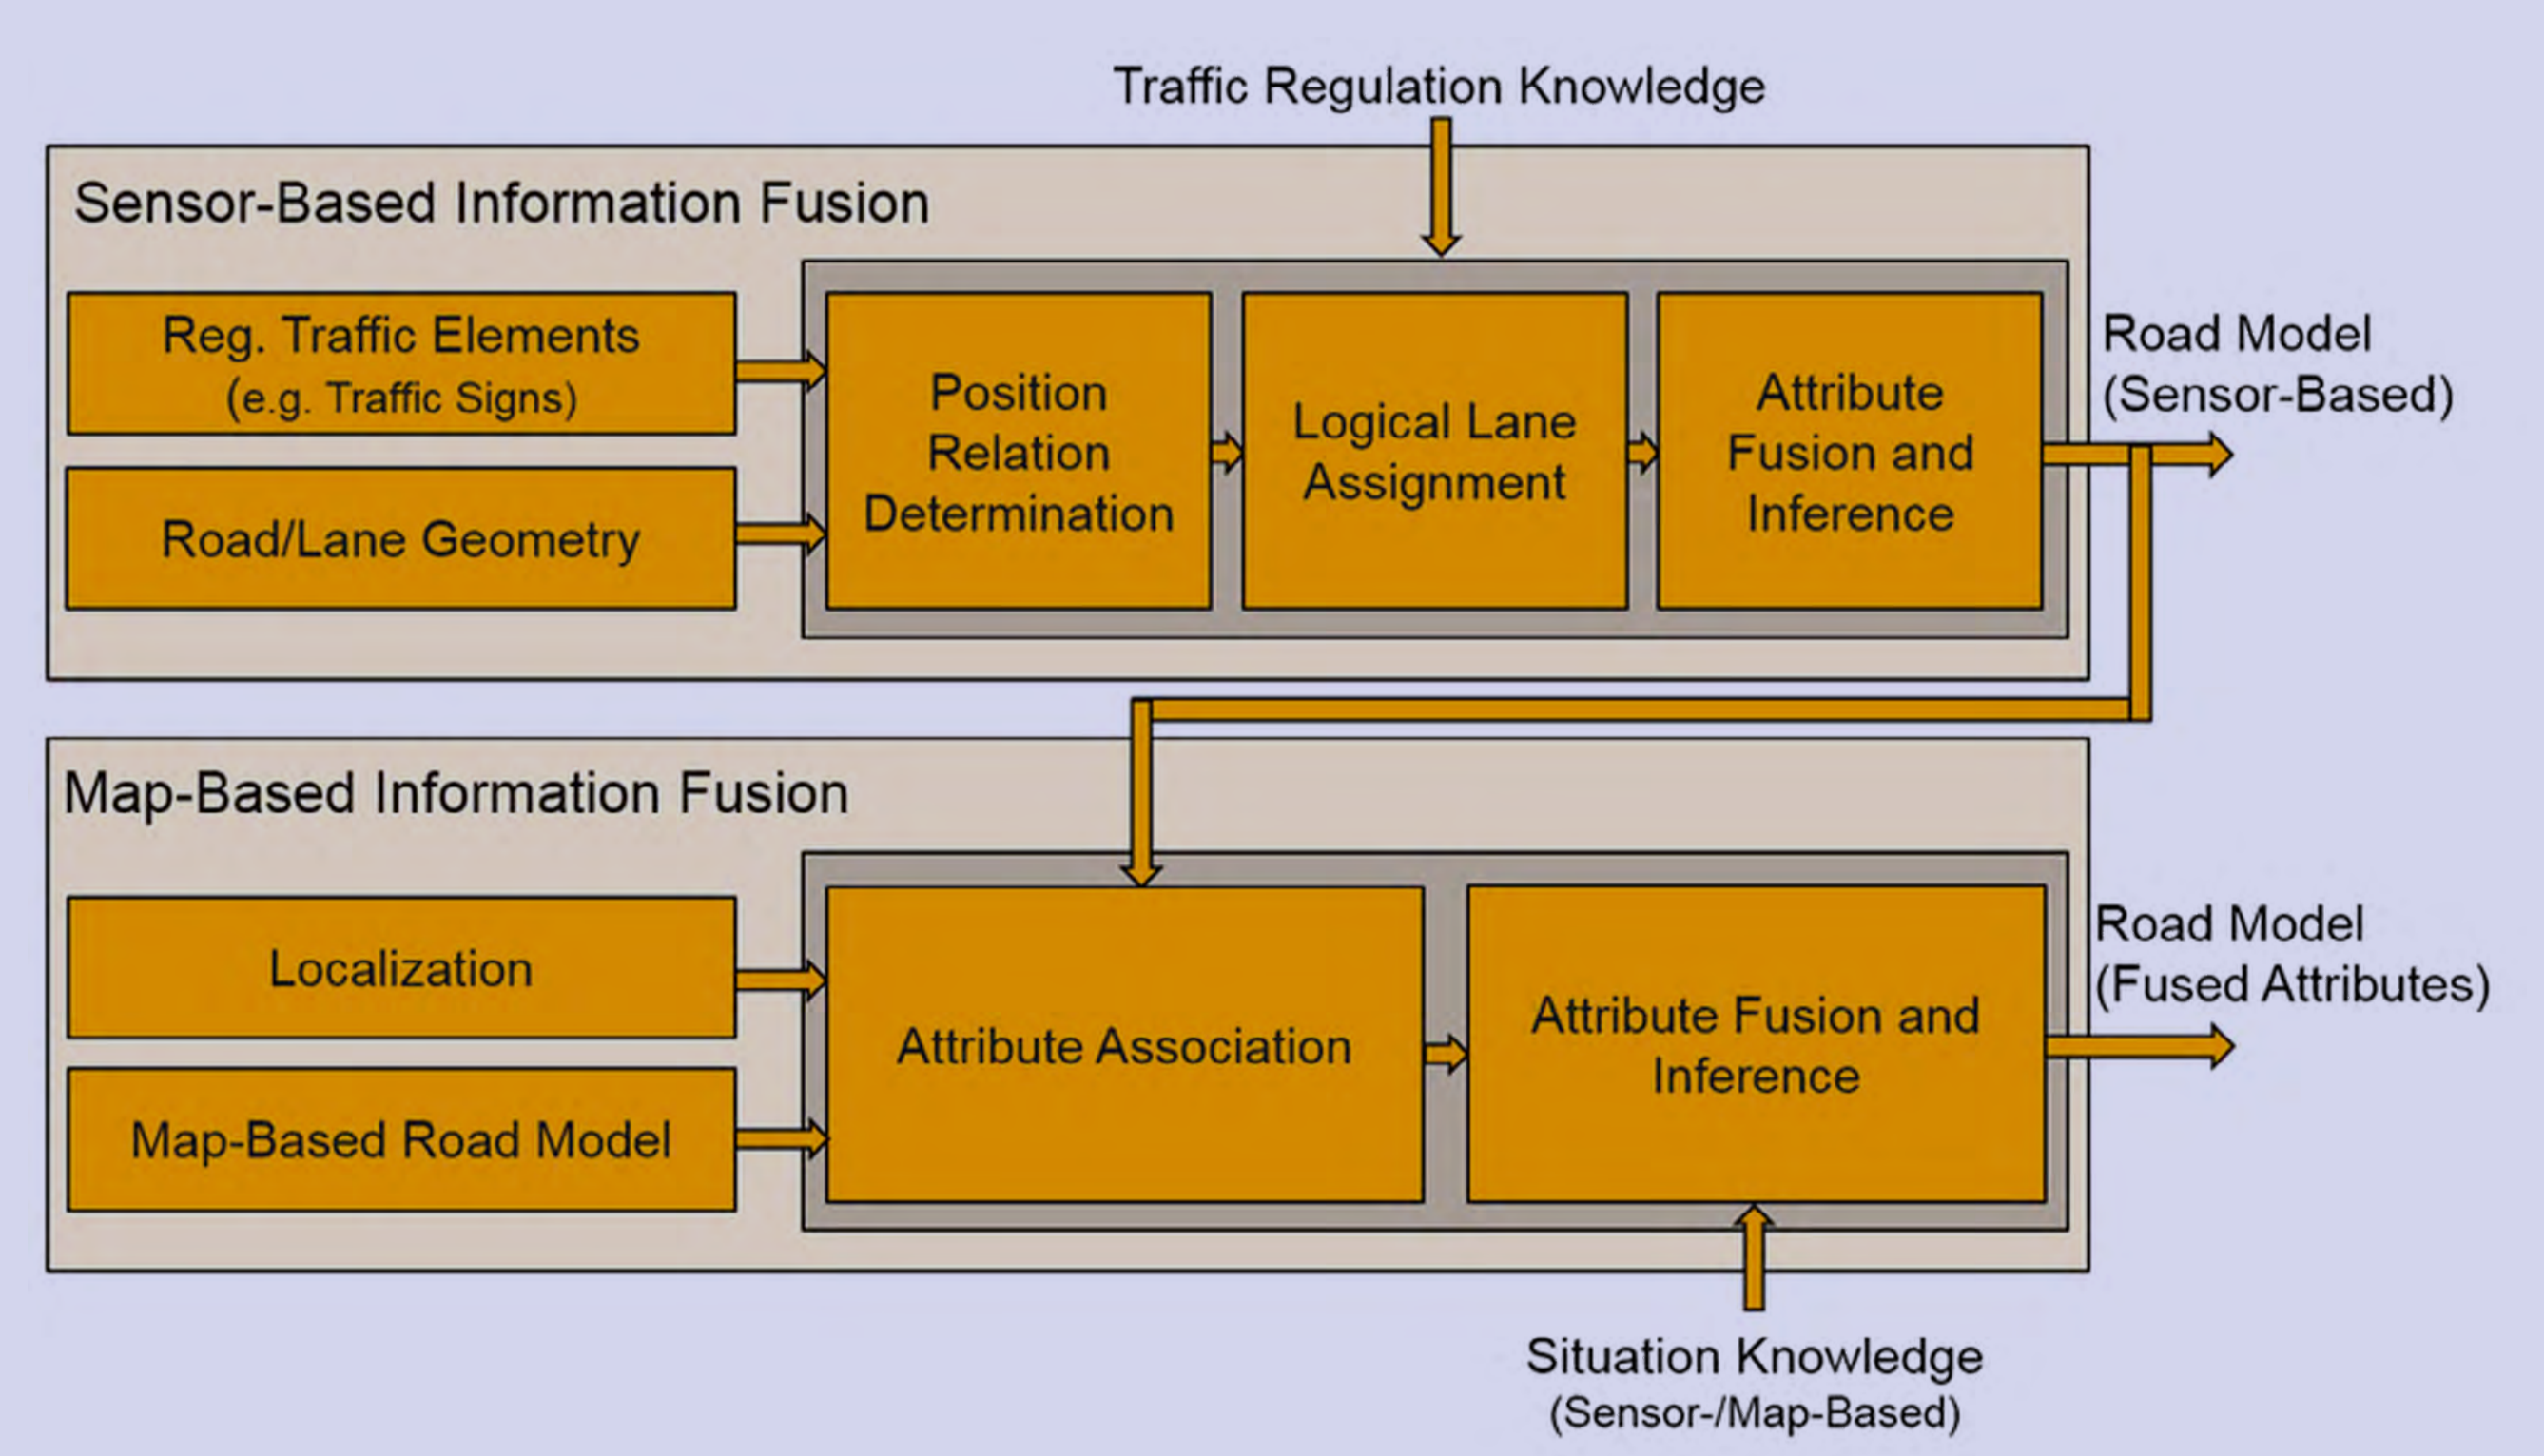 Traffic Regulation Knowledge
Sensor-Based Information Fusion
Reg. Traffic Elements
(e.g. Traffic Signs)
Road/Lane Geometry
Position
Relation
Determination
Logical Lane
Assignment
Attribute
Fusion and
Inference
Road Model
(Sensor-Based)
Map-Based Information Fusion
Localization
Map-Based Road Model
Attribute Association
Attribute Fusion and
Inference
Road Model
(Fused Attributes)
Situation Knowledge
(Sensor-/Map-Based)